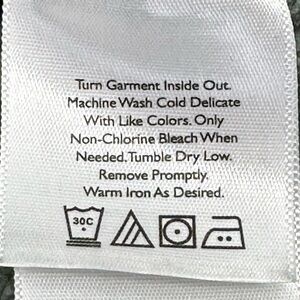 Turn Garment Inside Out.
Machine Wash Cold Delicate
With Like Colors. Only
Non-Chlorine Bleach When
Needed. Tumble Dry Low.
Remove Promptly.
Warm Iron As Desired.
30C